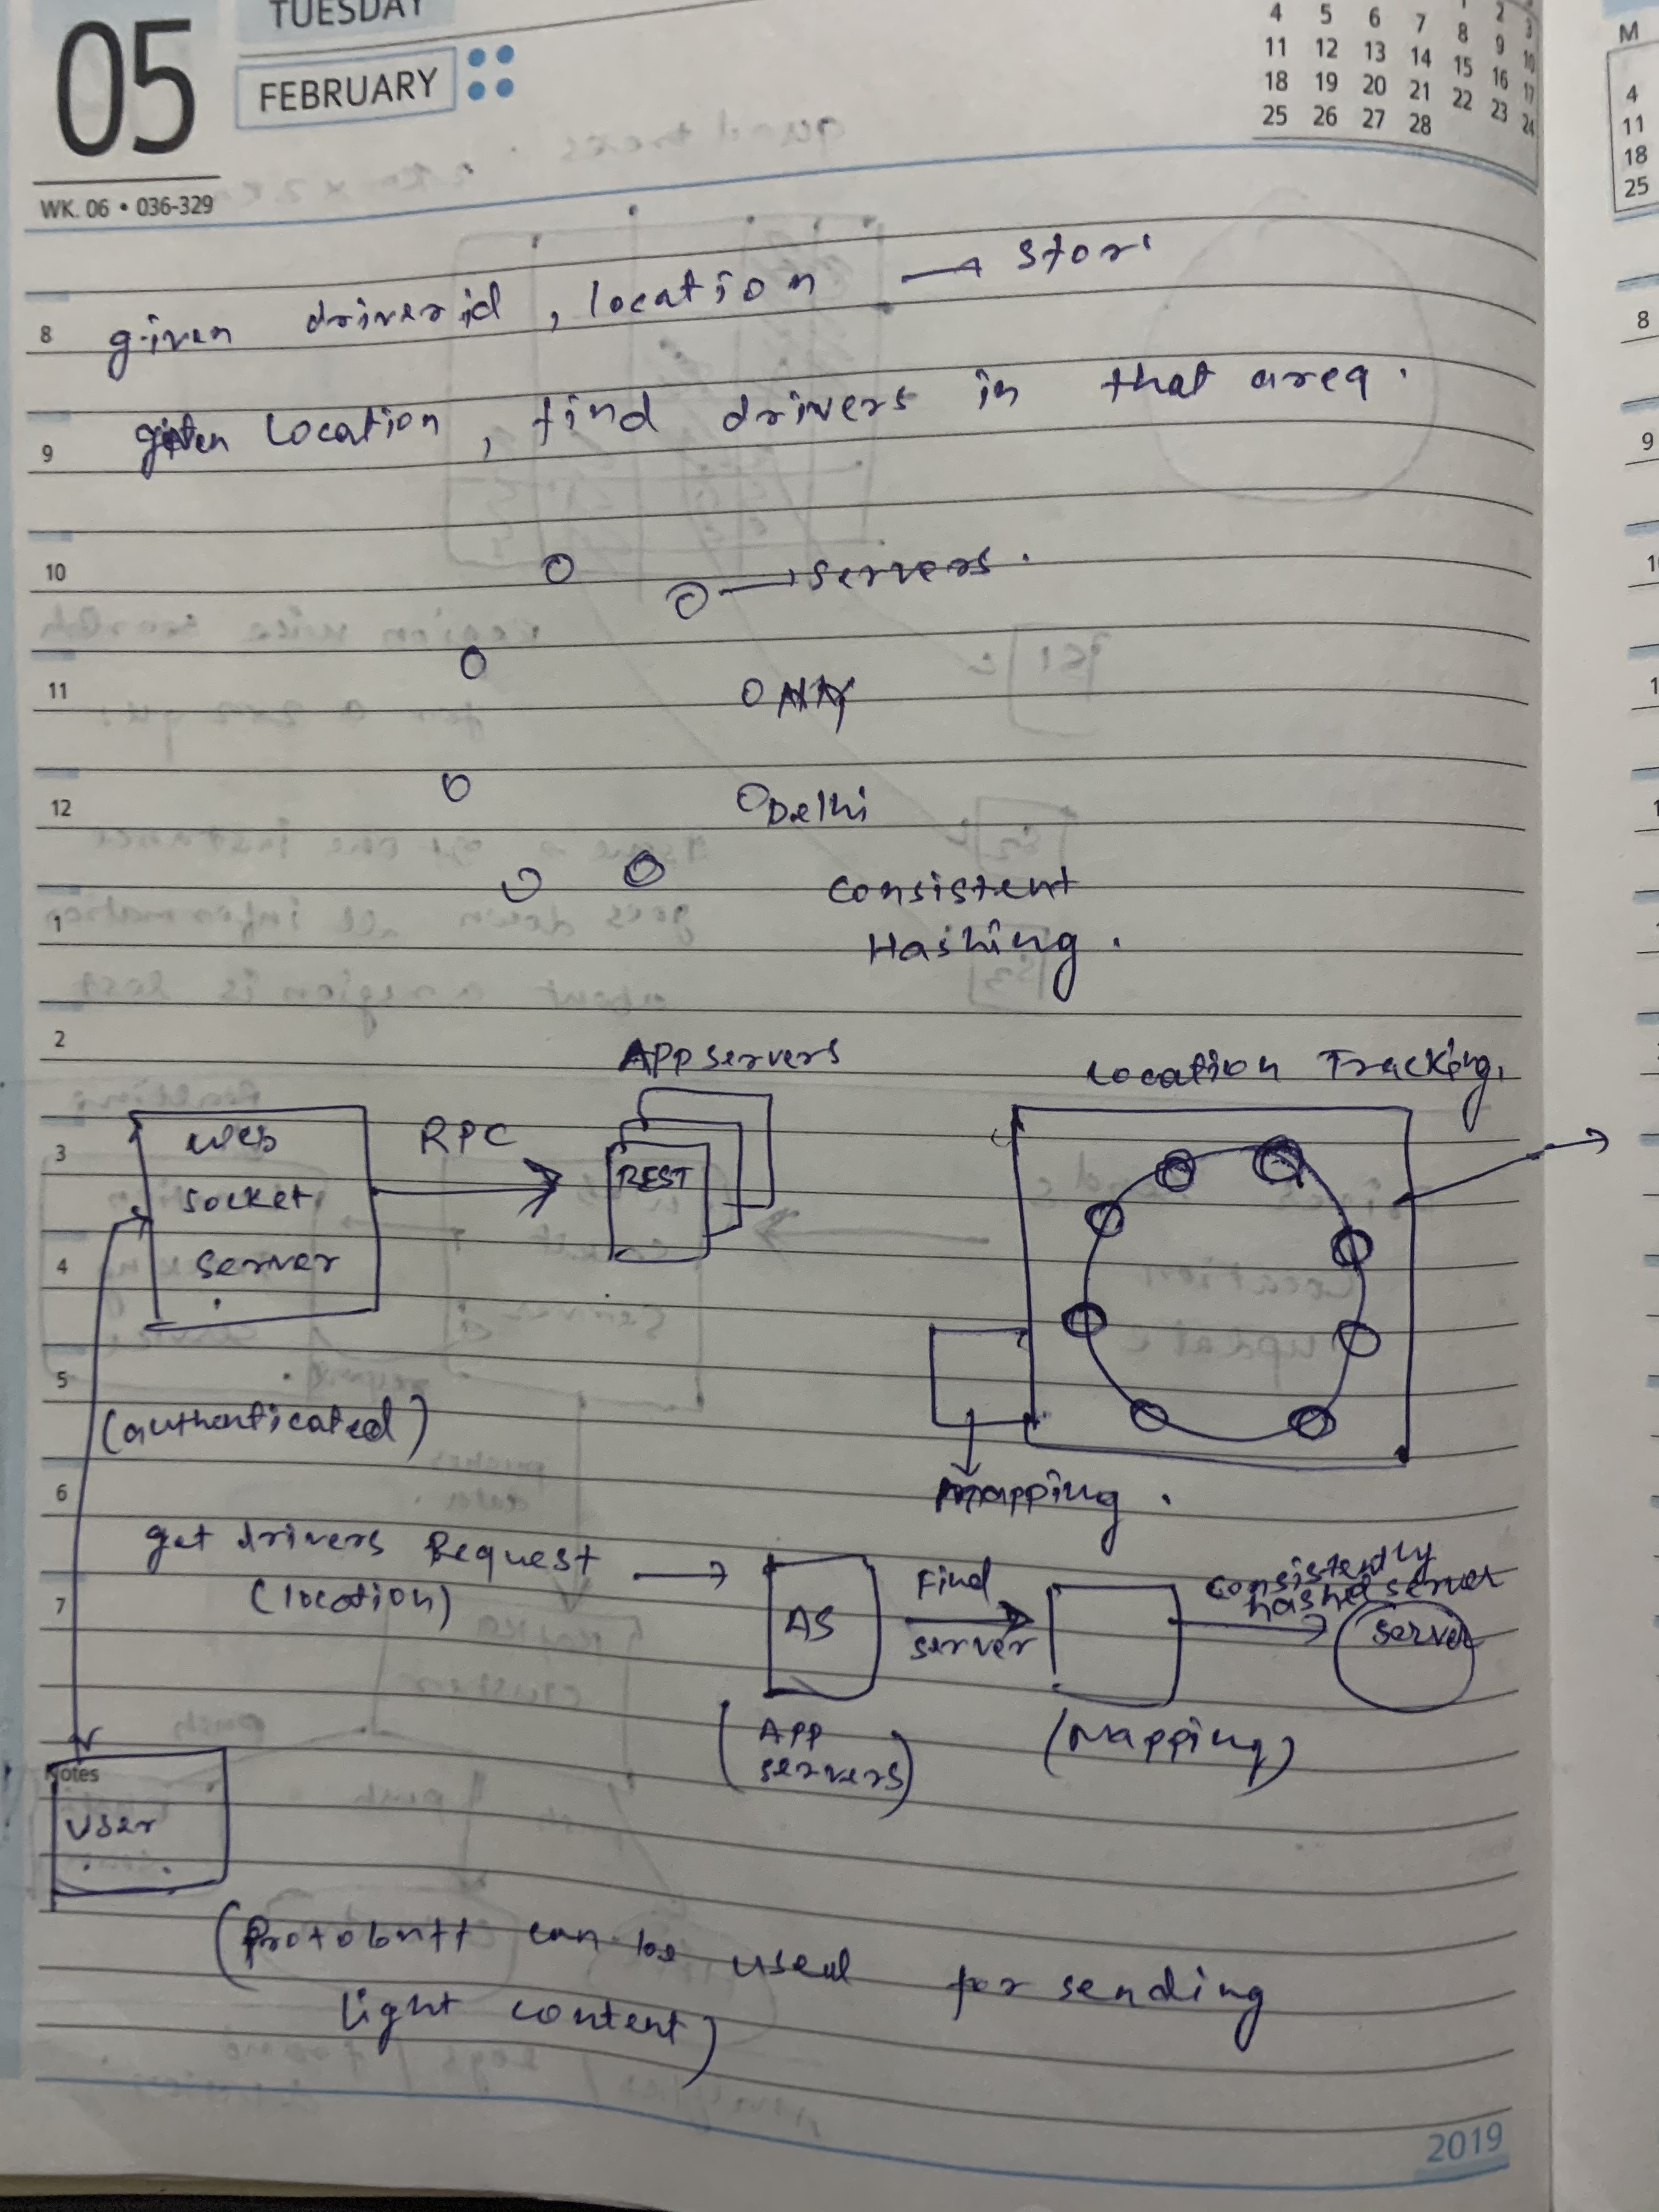 05
TUESDAY
FEBRUARY
WK. 06 • 036-329
1 2 3
4 5 6 7 8 9 10
11 12 13 14 15 16 17
18 19 20 21 22 23 24
25 26 27 28
M
4
11
18
25
8 given driver id, location → stor
8
9 given Location, find drivers in that area.
9
10
→ servers.
11
12 Delhi
Consistent
1 Hashing.
2
App servers
Location Tracking.
3 Web RPC REST
socket
4 server
5
(authenticated)
6 mapping.
get drivers Request → AS Find server consistently hashed server
7 (location) server
(App servers) (Mapping)
Notes
User
(Protobuff can be used for sending
light content)
2019